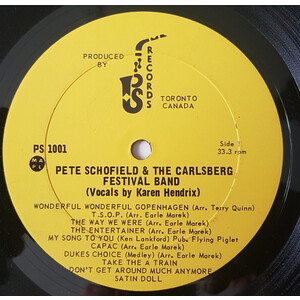 PRODUCED
BY
PS
RECORDS
TORONTO
CANADA
PS 1001
Side 1
33.3 rpm
M A
P L
PETE SCHOFIELD & THE CARLSBERG
FESTIVAL BAND
(Vocals by Karen Hendrix)
WONDERFUL WONDERFUL GOPENHAGEN (Arr. Terry Quinn)
T.S.O.P. (Arr. Earle Marek)
THE WAY WE WERE (Arr. Earle Marek)
THE ENTERTAINER (Arr. Earle Marek)
MY SONG TO YOU (Ken Lankford) Pub. Flying Piglet
CAPAC (Arr. Earle Marek)
DUKES CHOICE (Medley) (Arr. Earle Marek)
TAKE THE A TRAIN
DON'T GET AROUND MUCH ANYMORE
SATIN DOLL